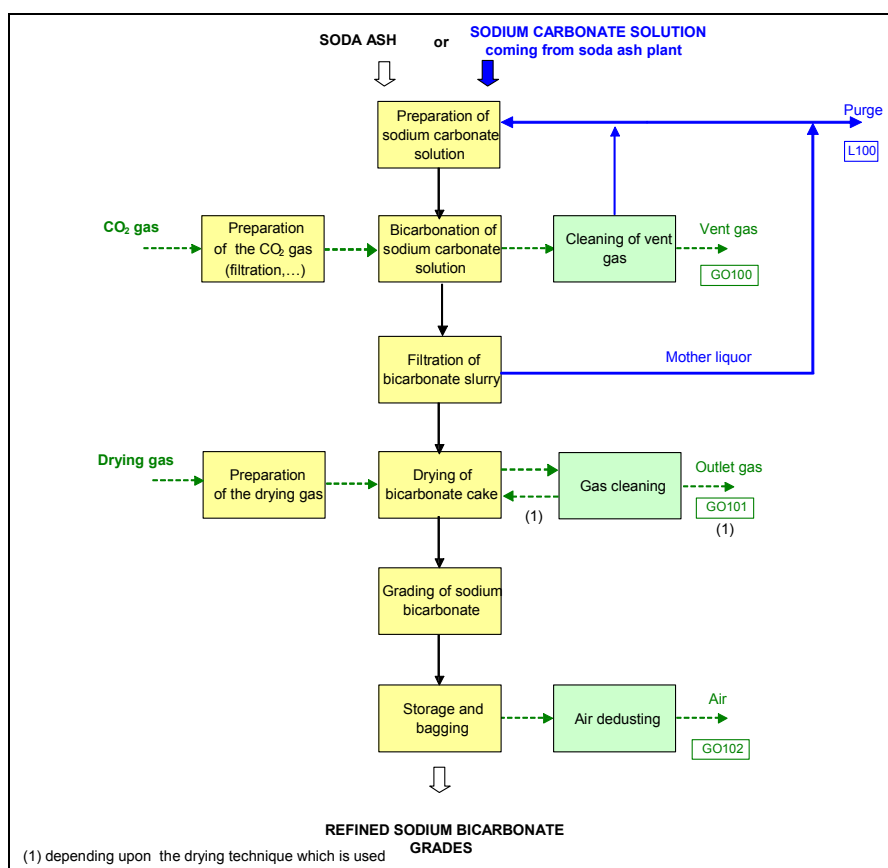 SODA ASH or SODIUM CARBONATE SOLUTION
coming from soda ash plant
Preparation of
sodium carbonate
solution
Purge
L100
CO₂ gas
Preparation
of the CO₂ gas
(filtration,…)
Bicarbonation of
sodium carbonate
solution
Cleaning of vent
gas
Vent gas
GO100
Filtration of
bicarbonate slurry
Mother liquor
Drying gas
Preparation
of the drying gas
Drying of
bicarbonate cake
(1)
Gas cleaning
Outlet gas
GO101
(1)
Grading of sodium
bicarbonate
Storage and
bagging
Air dedusting
Air
GO102
REFINED SODIUM BICARBONATE
GRADES
(1) depending upon the drying technique which is used